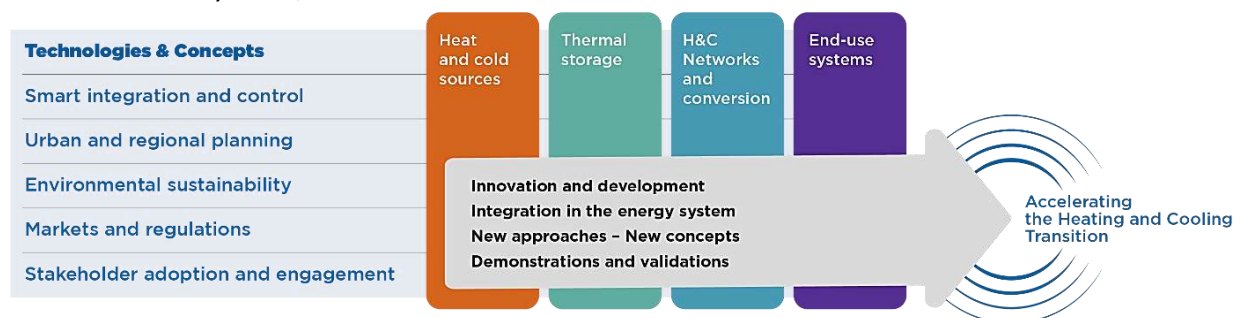 Technologies & Concepts
Smart integration and control
Urban and regional planning
Environmental sustainability
Markets and regulations
Stakeholder adoption and engagement
Heat
and cold
sources
Thermal
storage
H&C
Networks
and
conversion
End-use
systems
Innovation and development
Integration in the energy system
New approaches – New concepts
Demonstrations and validations
Accelerating
the Heating and Cooling
Transition